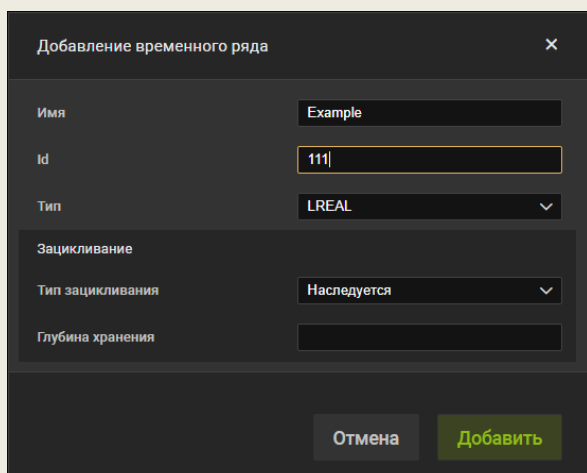 Добавление временного ряда ×
Имя Example
Id 111
Тип LREAL
Зацикливание
Тип зацикливания Наследуется
Глубина хранения
Отмена Добавить